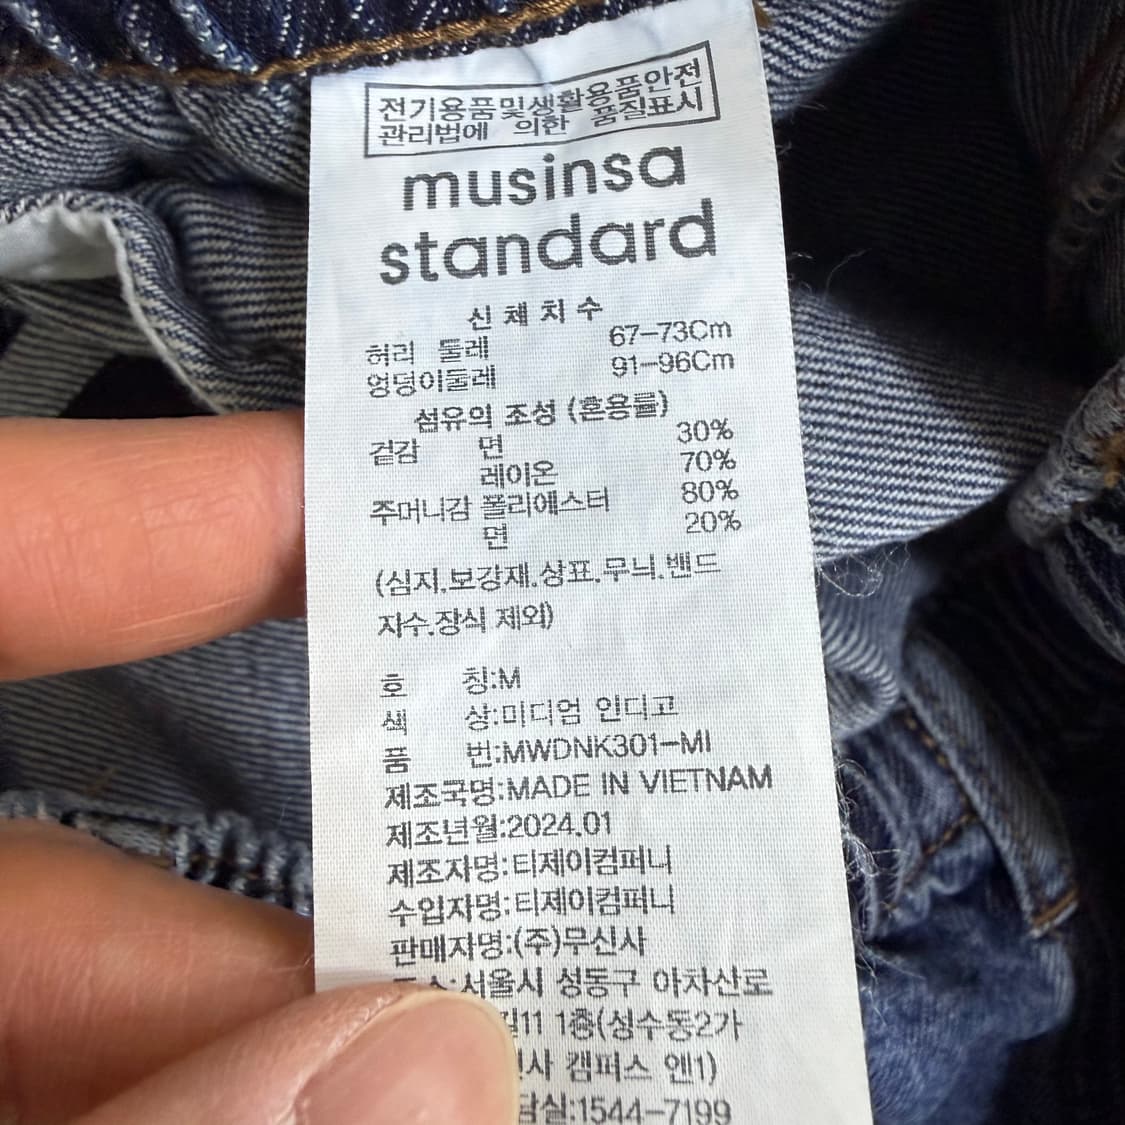 전기용품및생활용품안전
관리법에 의한 품질표시
musinsa
standard
신체치수
허리 둘레 67-73Cm
엉덩이둘레 91-96Cm
섬유의 조성 (혼용률)
겉감 면 30%
레이온 70%
주머니감 폴리에스터 80%
면 20%
(심지.보강재.상표.무늬.밴드
자수.장식 제외)
호 칭:M
색 상:미디엄 인디고
품 번:MWDNK301-MI
제조국명:MADE IN VIETNAM
제조년월:2024.01
제조자명:티제이컴퍼니
수입자명:티제이컴퍼니
판매자명:(주)무신사
서울시 성동구 아차산로
11 1층(성수동2가
캠퍼스 엔1)
1544-7199